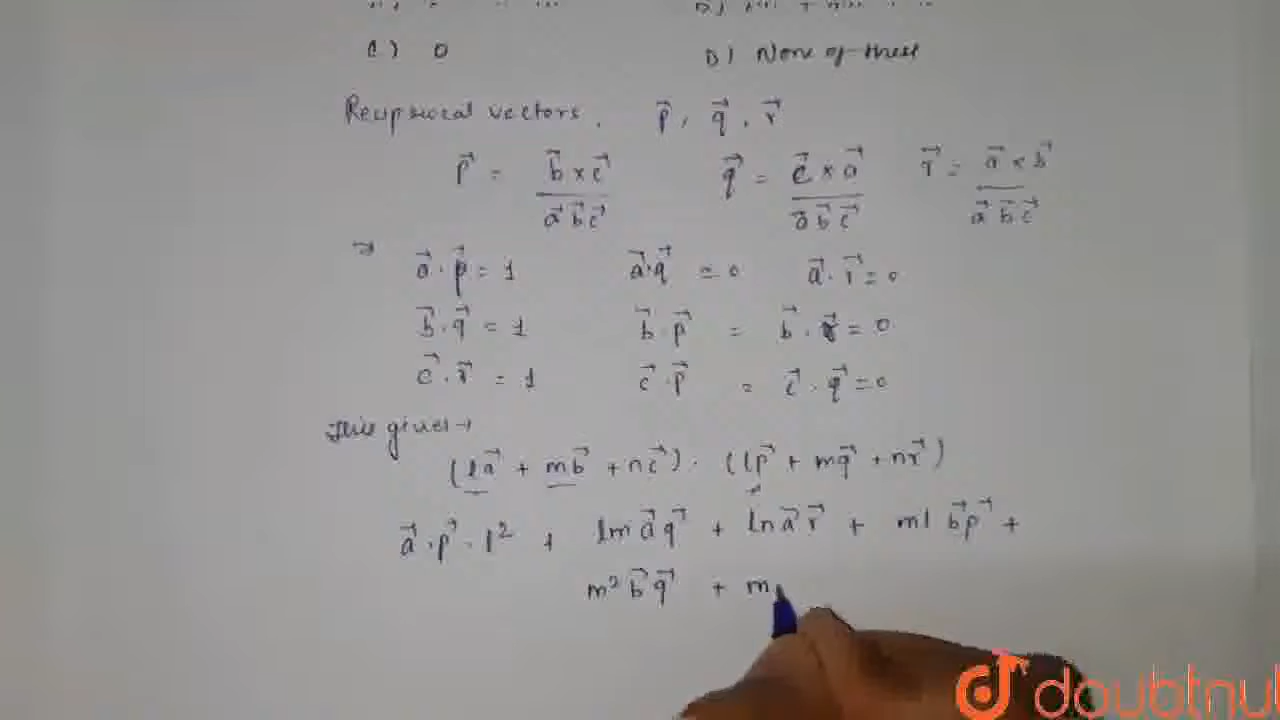 C) 0 D) None of these
Reciprocal vectors. p⃗, q⃗, r⃗
p⃗ = b⃗ × c⃗ / a⃗ b⃗ c⃗ q⃗ = c⃗ × a⃗ / a⃗ b⃗ c⃗ r⃗ = a⃗ × b⃗ / a⃗ b⃗ c⃗
⇒ a⃗ · p⃗ = 1 a⃗ · q⃗ = 0 a⃗ · r⃗ = 0
b⃗ · q⃗ = 1 b⃗ · p⃗ = b⃗ · r⃗ = 0
c⃗ · r⃗ = 1 c⃗ · p⃗ = c⃗ · q⃗ = 0
This gives →
(la⃗ + mb⃗ + nc⃗) · (lp⃗ + mq⃗ + nr⃗)
a⃗ · p⃗ · l² + lm a⃗ q⃗ + ln a⃗ r⃗ + ml b⃗ p⃗ +
m² b⃗ q⃗ + m
doubtnut